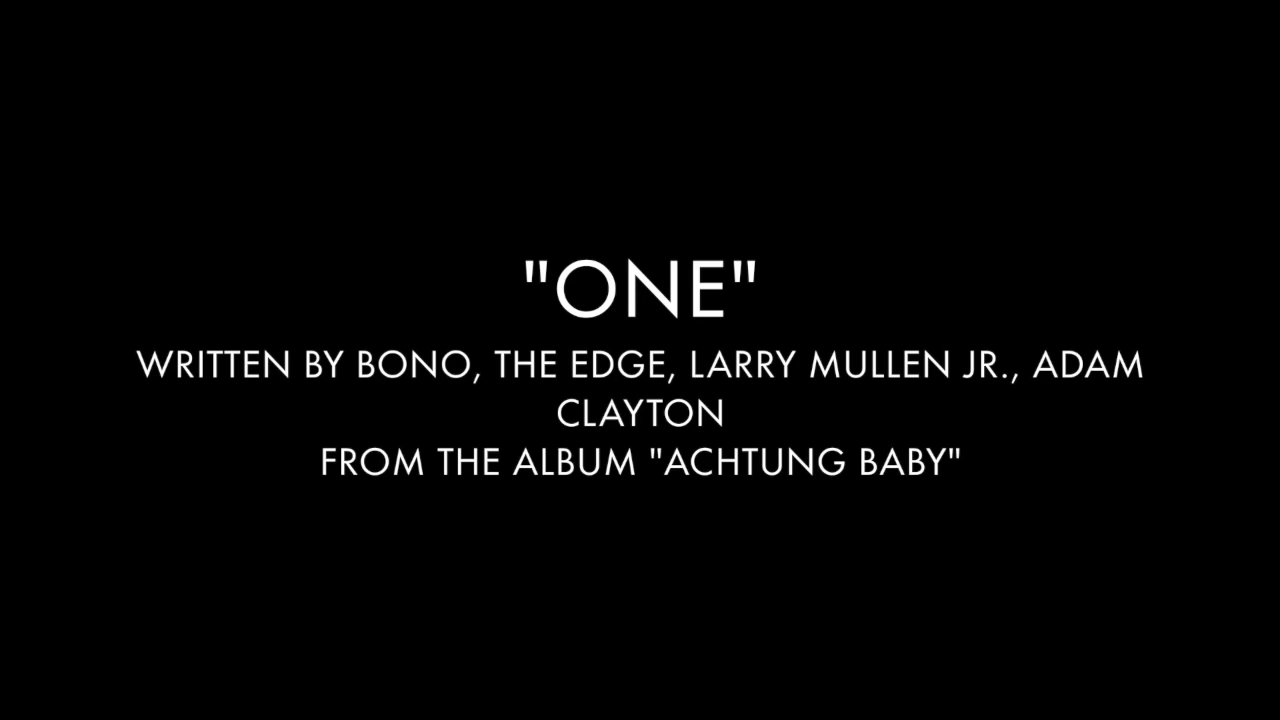 "ONE"
WRITTEN BY BONO, THE EDGE, LARRY MULLEN JR., ADAM
CLAYTON
FROM THE ALBUM "ACHTUNG BABY"